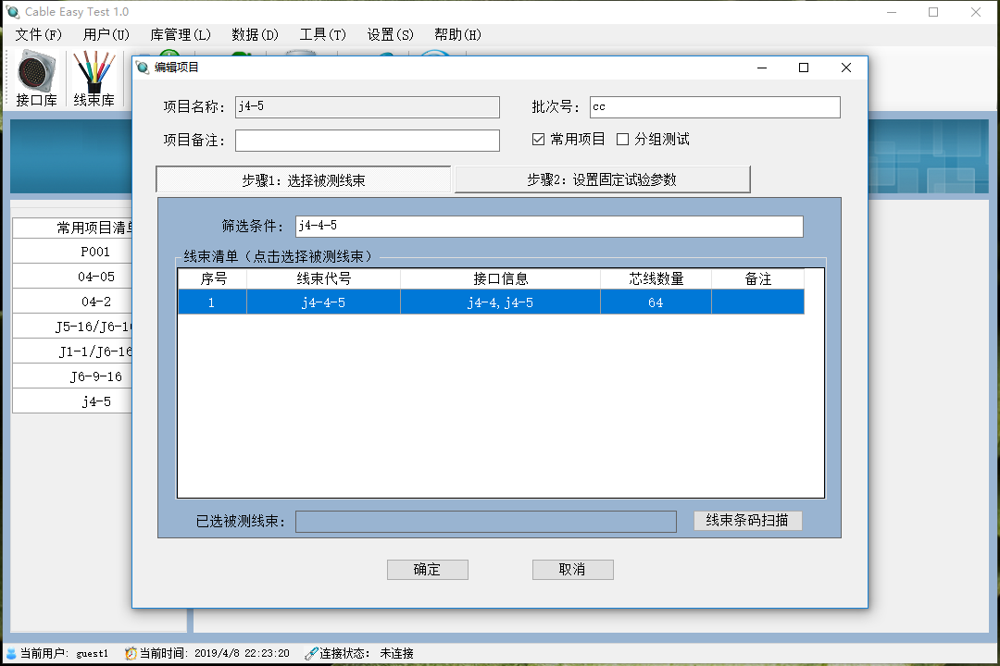 Cable Easy Test 1.0
文件(F) 用户(U) 库管理(L) 数据(D) 工具(T) 设置(S) 帮助(H)
接口库 线束库
编辑项目
项目名称: j4-5 批次号: cc
项目备注: 常用项目 分组测试
步骤1: 选择被测线束 步骤2: 设置固定试验参数
筛选条件: j4-4-5
线束清单（点击选择被测线束）
序号 线束代号 接口信息 芯线数量 备注
1 j4-4-5 j4-4,j4-5 64
已选被测线束: 线束条码扫描
确定 取消
常用项目清单
P001
04-05
04-2
J5-16/J6-16
J1-1/J6-16
J6-9-16
j4-5
当前用户: guest1 当前时间: 2019/4/8 22:23:20 连接状态: 未连接